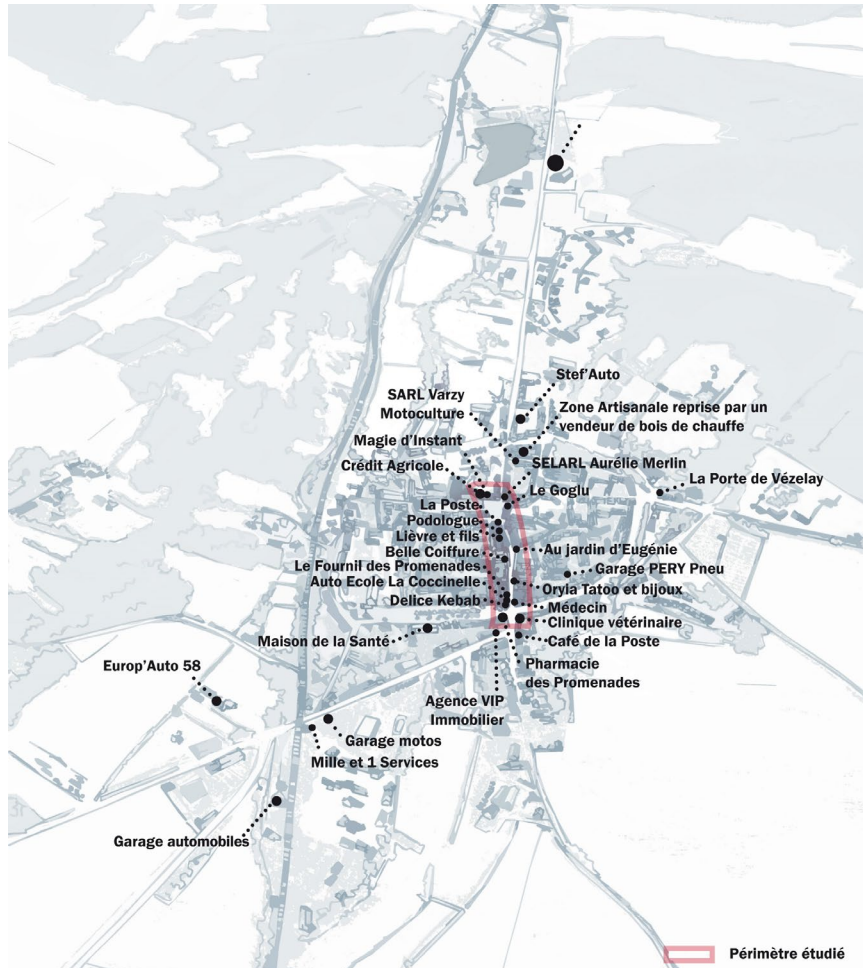 Stef'Auto
SARL Varzy
Motoculture
Zone Artisanale reprise par un
vendeur de bois de chauffe
Magie d'Instant
Crédit Agricole
SELARL Aurélie Merlin
La Porte de Vézelay
Le Goglu
La Poste
Podologue
Lièvre et fils
Belle Coiffure
Au jardin d'Eugénie
Le Fournil des Promenades
Garage PERY Pneu
Auto Ecole La Coccinelle
Oryla Tatoo et bijoux
Delice Kebab
Médecin
Clinique vétérinaire
Maison de la Santé
Café de la Poste
Pharmacie
des Promenades
Europ'Auto 58
Agence VIP
Immobilier
Garage motos
Mille et 1 Services
Garage automobiles
Périmètre étudié